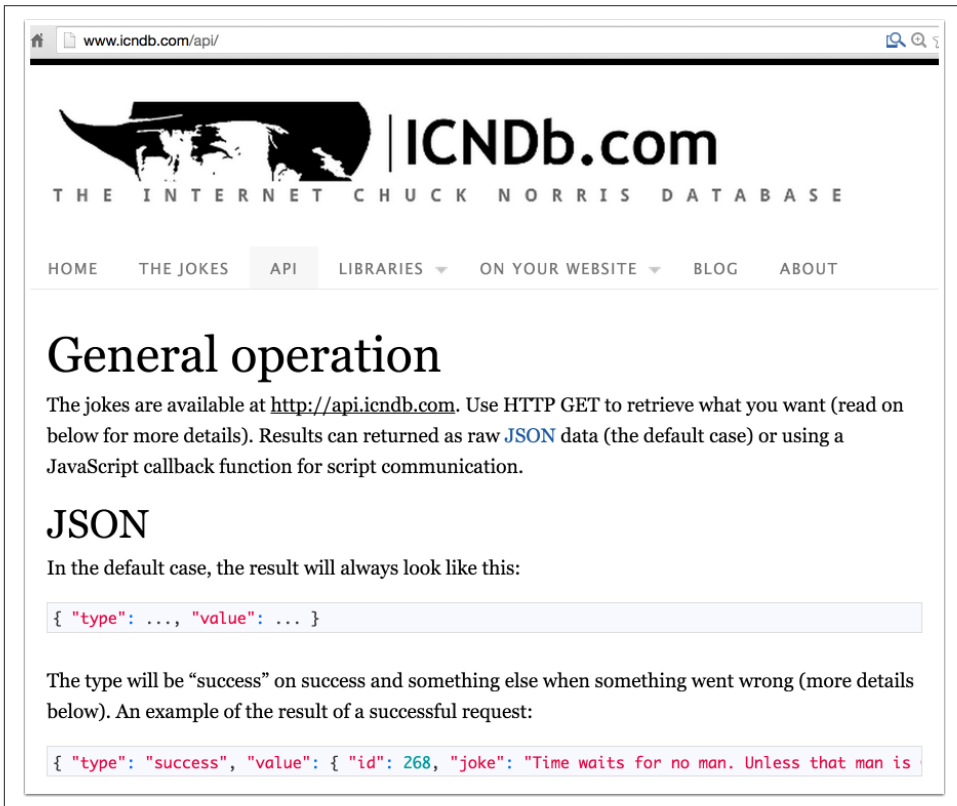 www.icndb.com/api/
ICNDb.com
THE INTERNET CHUCK NORRIS DATABASE
HOME THE JOKES API LIBRARIES ON YOUR WEBSITE BLOG ABOUT
General operation
The jokes are available at http://api.icndb.com. Use HTTP GET to retrieve what you want (read on
below for more details). Results can returned as raw JSON data (the default case) or using a
JavaScript callback function for script communication.
JSON
In the default case, the result will always look like this:
{ "type": ..., "value": ... }
The type will be “success” on success and something else when something went wrong (more details
below). An example of the result of a successful request:
{ "type": "success", "value": { "id": 268, "joke": "Time waits for no man. Unless that man is